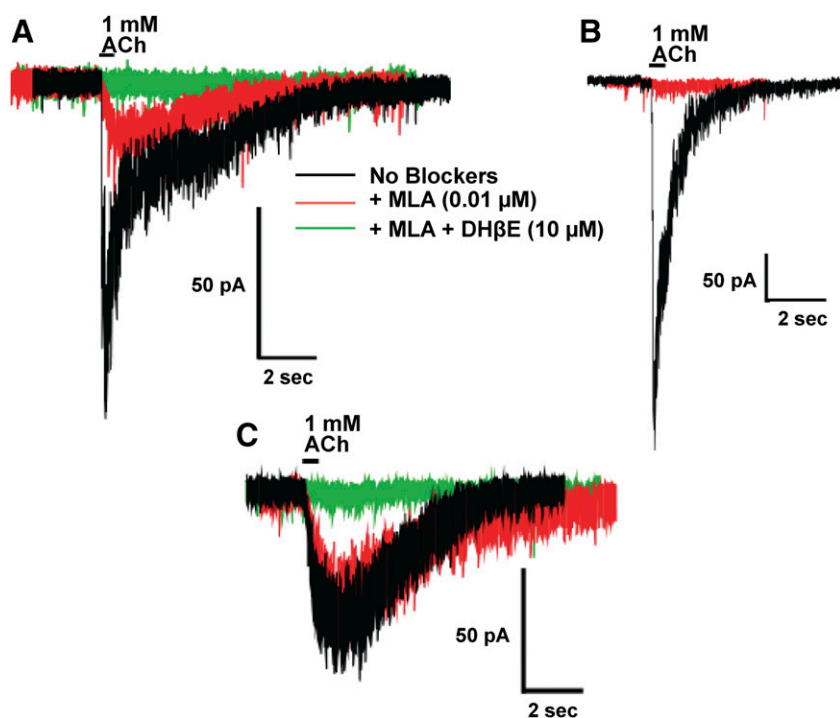 A
1 mM
ACh
B
1 mM
ACh
No Blockers
+ MLA (0.01 µM)
+ MLA + DHβE (10 µM)
50 pA
2 sec
50 pA
2 sec
C
1 mM
ACh
50 pA
2 sec